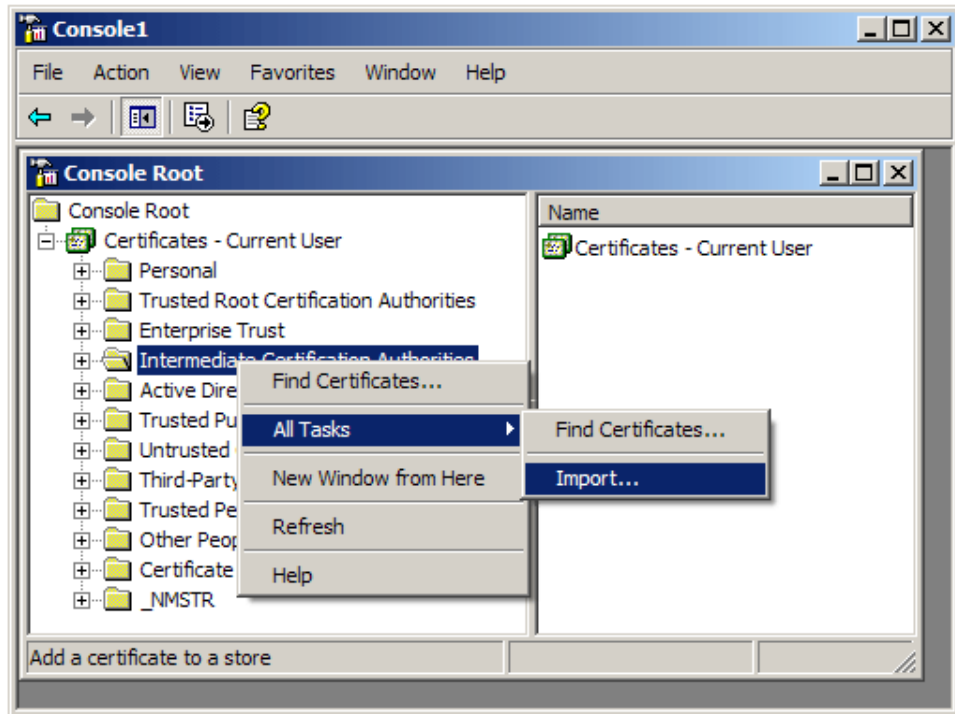 Console1
File Action View Favorites Window Help
Console Root
Console Root
Name
Certificates - Current User
Certificates - Current User
Personal
Trusted Root Certification Authorities
Enterprise Trust
Intermediate Certification Authorities
Find Certificates...
Active Dire
All Tasks
Find Certificates...
Trusted Pu
Untrusted
New Window from Here
Import...
Third-Party
Trusted Pe
Refresh
Other Peop
Certificate
Help
_NMSTR
Add a certificate to a store